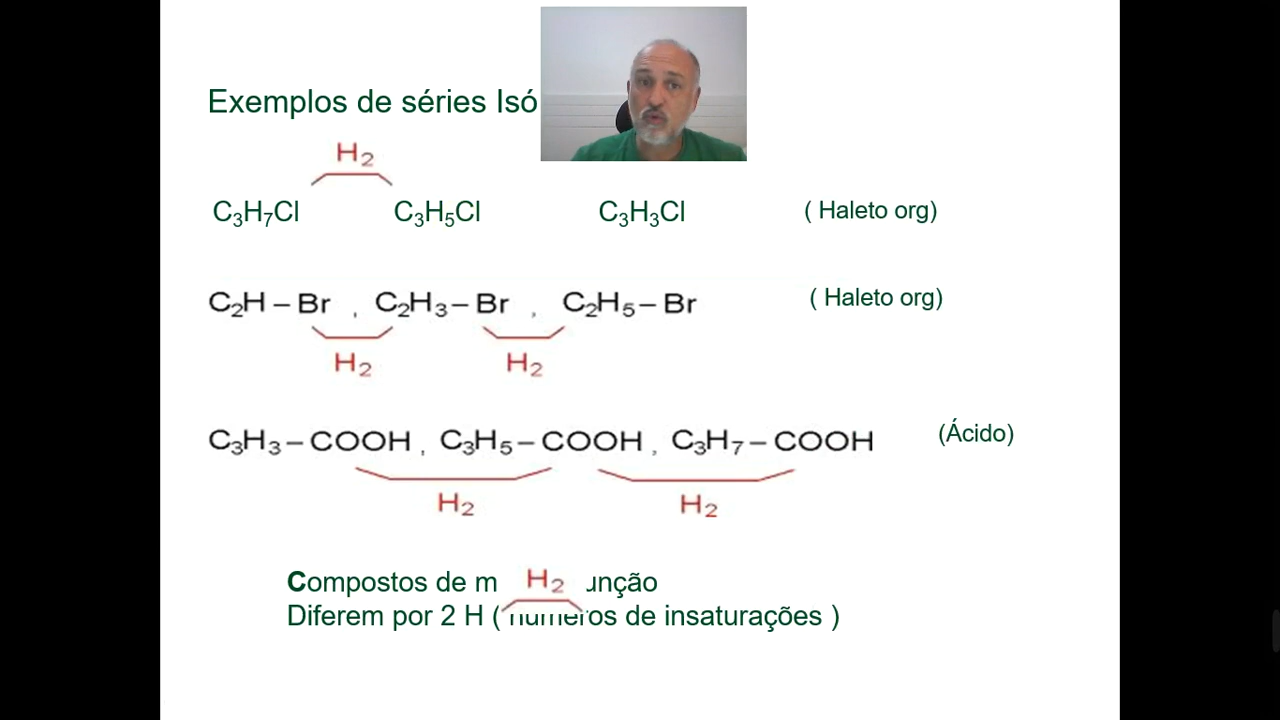 Exemplos de séries Isó
H₂
C₃H₇Cl C₃H₅Cl C₃H₃Cl ( Haleto org)
C₂H – Br , C₂H₃ – Br , C₂H₅ – Br ( Haleto org)
H₂ H₂
C₃H₃ – COOH , C₃H₅ – COOH , C₃H₇ – COOH (Ácido)
H₂ H₂
Compostos de m H₂ unção
Diferem por 2 H ( números de insaturações )